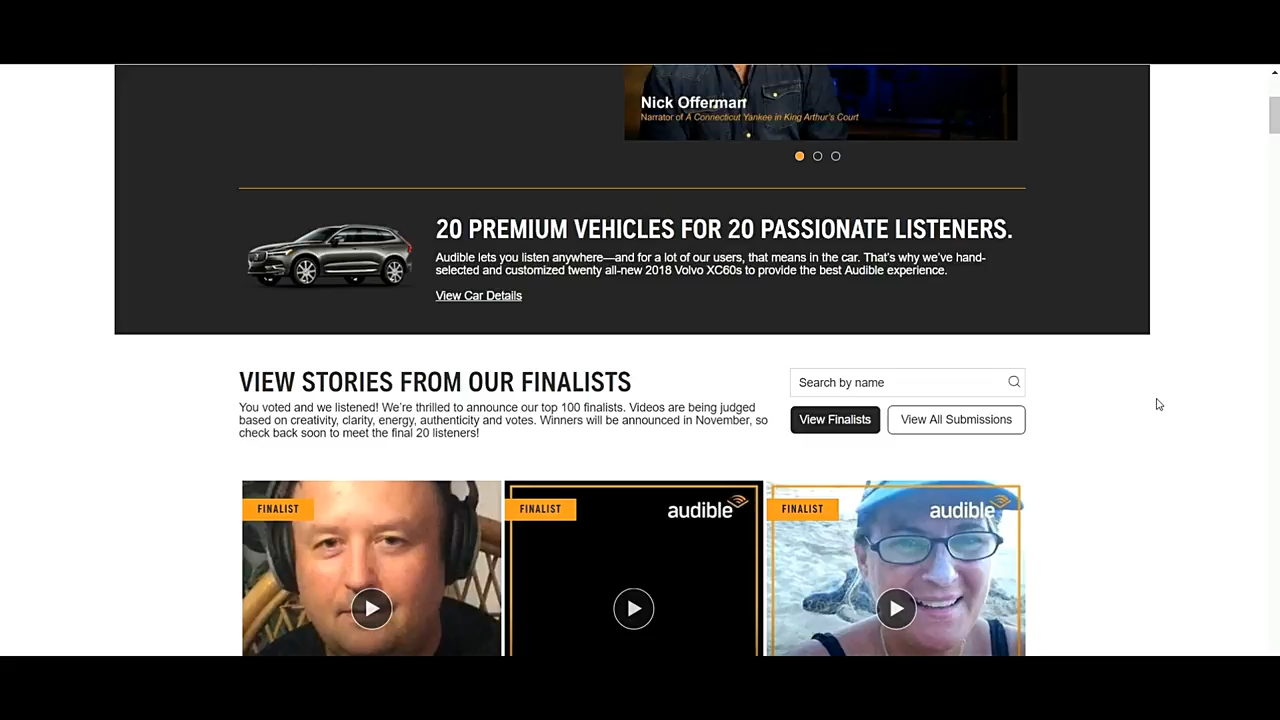 Nick Offerman
Narrator of A Connecticut Yankee in King Arthur's Court
20 PREMIUM VEHICLES FOR 20 PASSIONATE LISTENERS.
Audible lets you listen anywhere—and for a lot of our users, that means in the car. That's why we've hand-
selected and customized twenty all-new 2018 Volvo XC60s to provide the best Audible experience.
View Car Details
VIEW STORIES FROM OUR FINALISTS
You voted and we listened! We're thrilled to announce our top 100 finalists. Videos are being judged
based on creativity, clarity, energy, authenticity and votes. Winners will be announced in November, so
check back soon to meet the final 20 listeners!
Search by name
View Finalists
View All Submissions
FINALIST
FINALIST
audible
FINALIST
audible